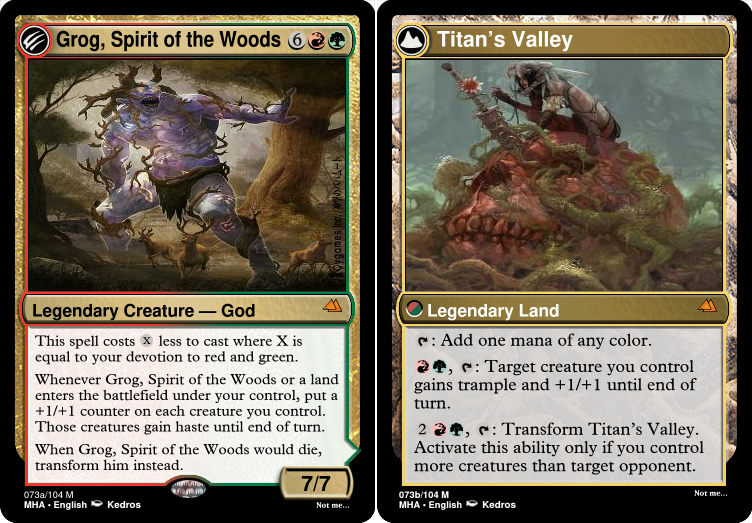 Grog, Spirit of the Woods 6
Legendary Creature — God
This spell costs X less to cast where X is
equal to your devotion to red and green.
Whenever Grog, Spirit of the Woods or a land
enters the battlefield under your control, put a
+1/+1 counter on each creature you control.
Those creatures gain haste until end of turn.
When Grog, Spirit of the Woods would die,
transform him instead.
7/7
073a/104 M
MHA • English Kedros
Not me...
Titan's Valley
Legendary Land
: Add one mana of any color.
, : Target creature you control
gains trample and +1/+1 until end of
turn.
2 , : Transform Titan's Valley.
Activate this ability only if you control
more creatures than target opponent.
073b/104 M
MHA • English Kedros
Not me...